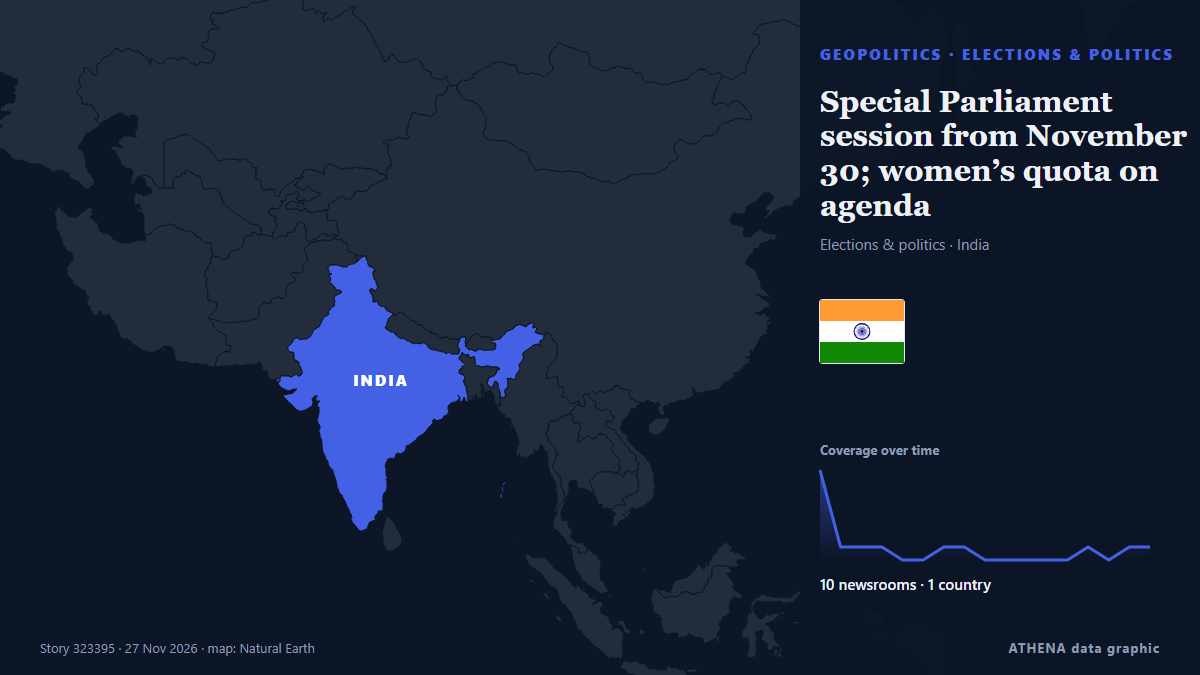 GEOPOLITICS · ELECTIONS & POLITICS
Special Parliament
session from November
30; women’s quota on
agenda
Elections & politics · India
INDIA
Coverage over time
10 newsrooms · 1 country
Story 323395 · 27 Nov 2026 · map: Natural Earth
ATHENA data graphic